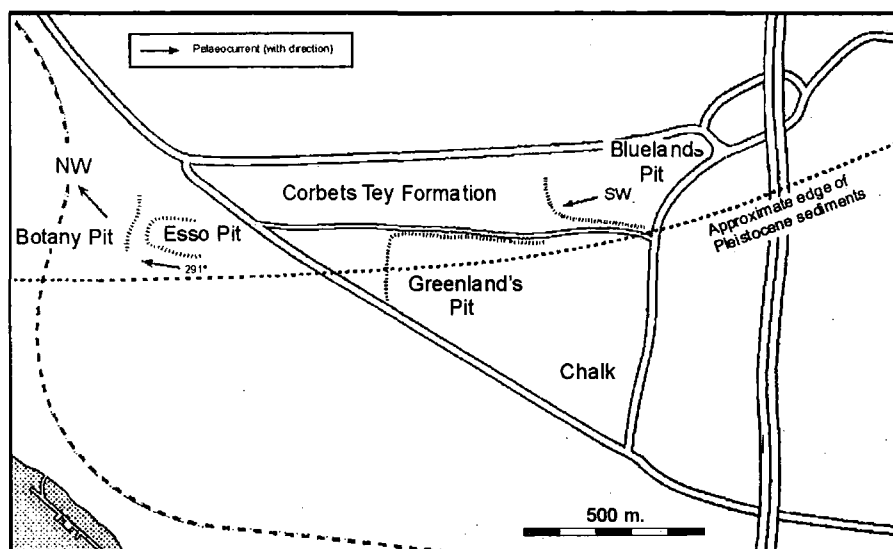 Palaeocurrent (with direction)
NW
Bluelands
Pit
Corbets Tey Formation
SW
Botany Pit
Esso Pit
291°
Approximate edge of
Pleistocene sediments
Greenland's
Pit
Chalk
500 m.